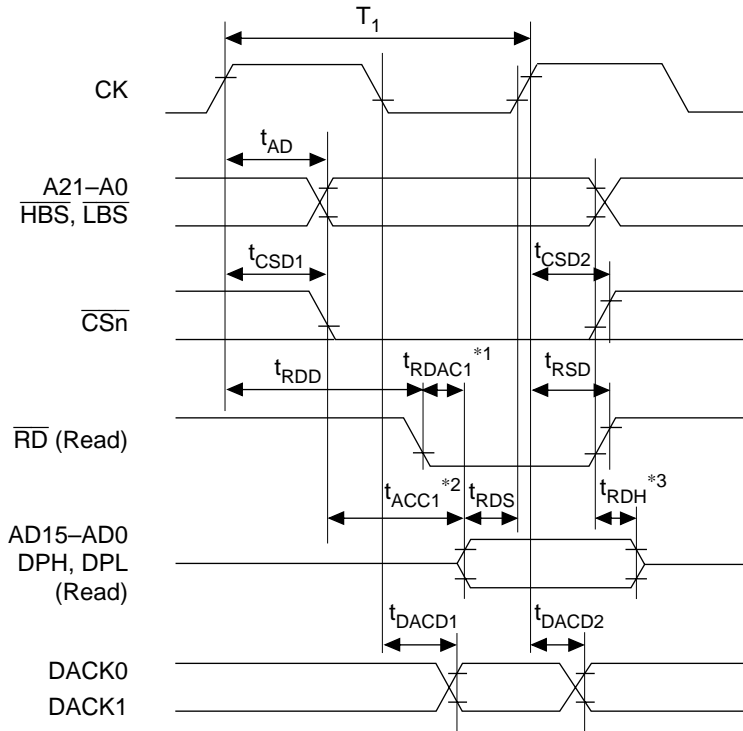 T1
CK
tAD
A21–A0
HBS, LBS
tCSD1
tCSD2
CSn
tRDD
tRDAC1*1
tRSD
RD (Read)
tACC1*2
tRDS
tRDH*3
AD15–AD0
DPH, DPL
(Read)
tDACD1
tDACD2
DACK0
DACK1